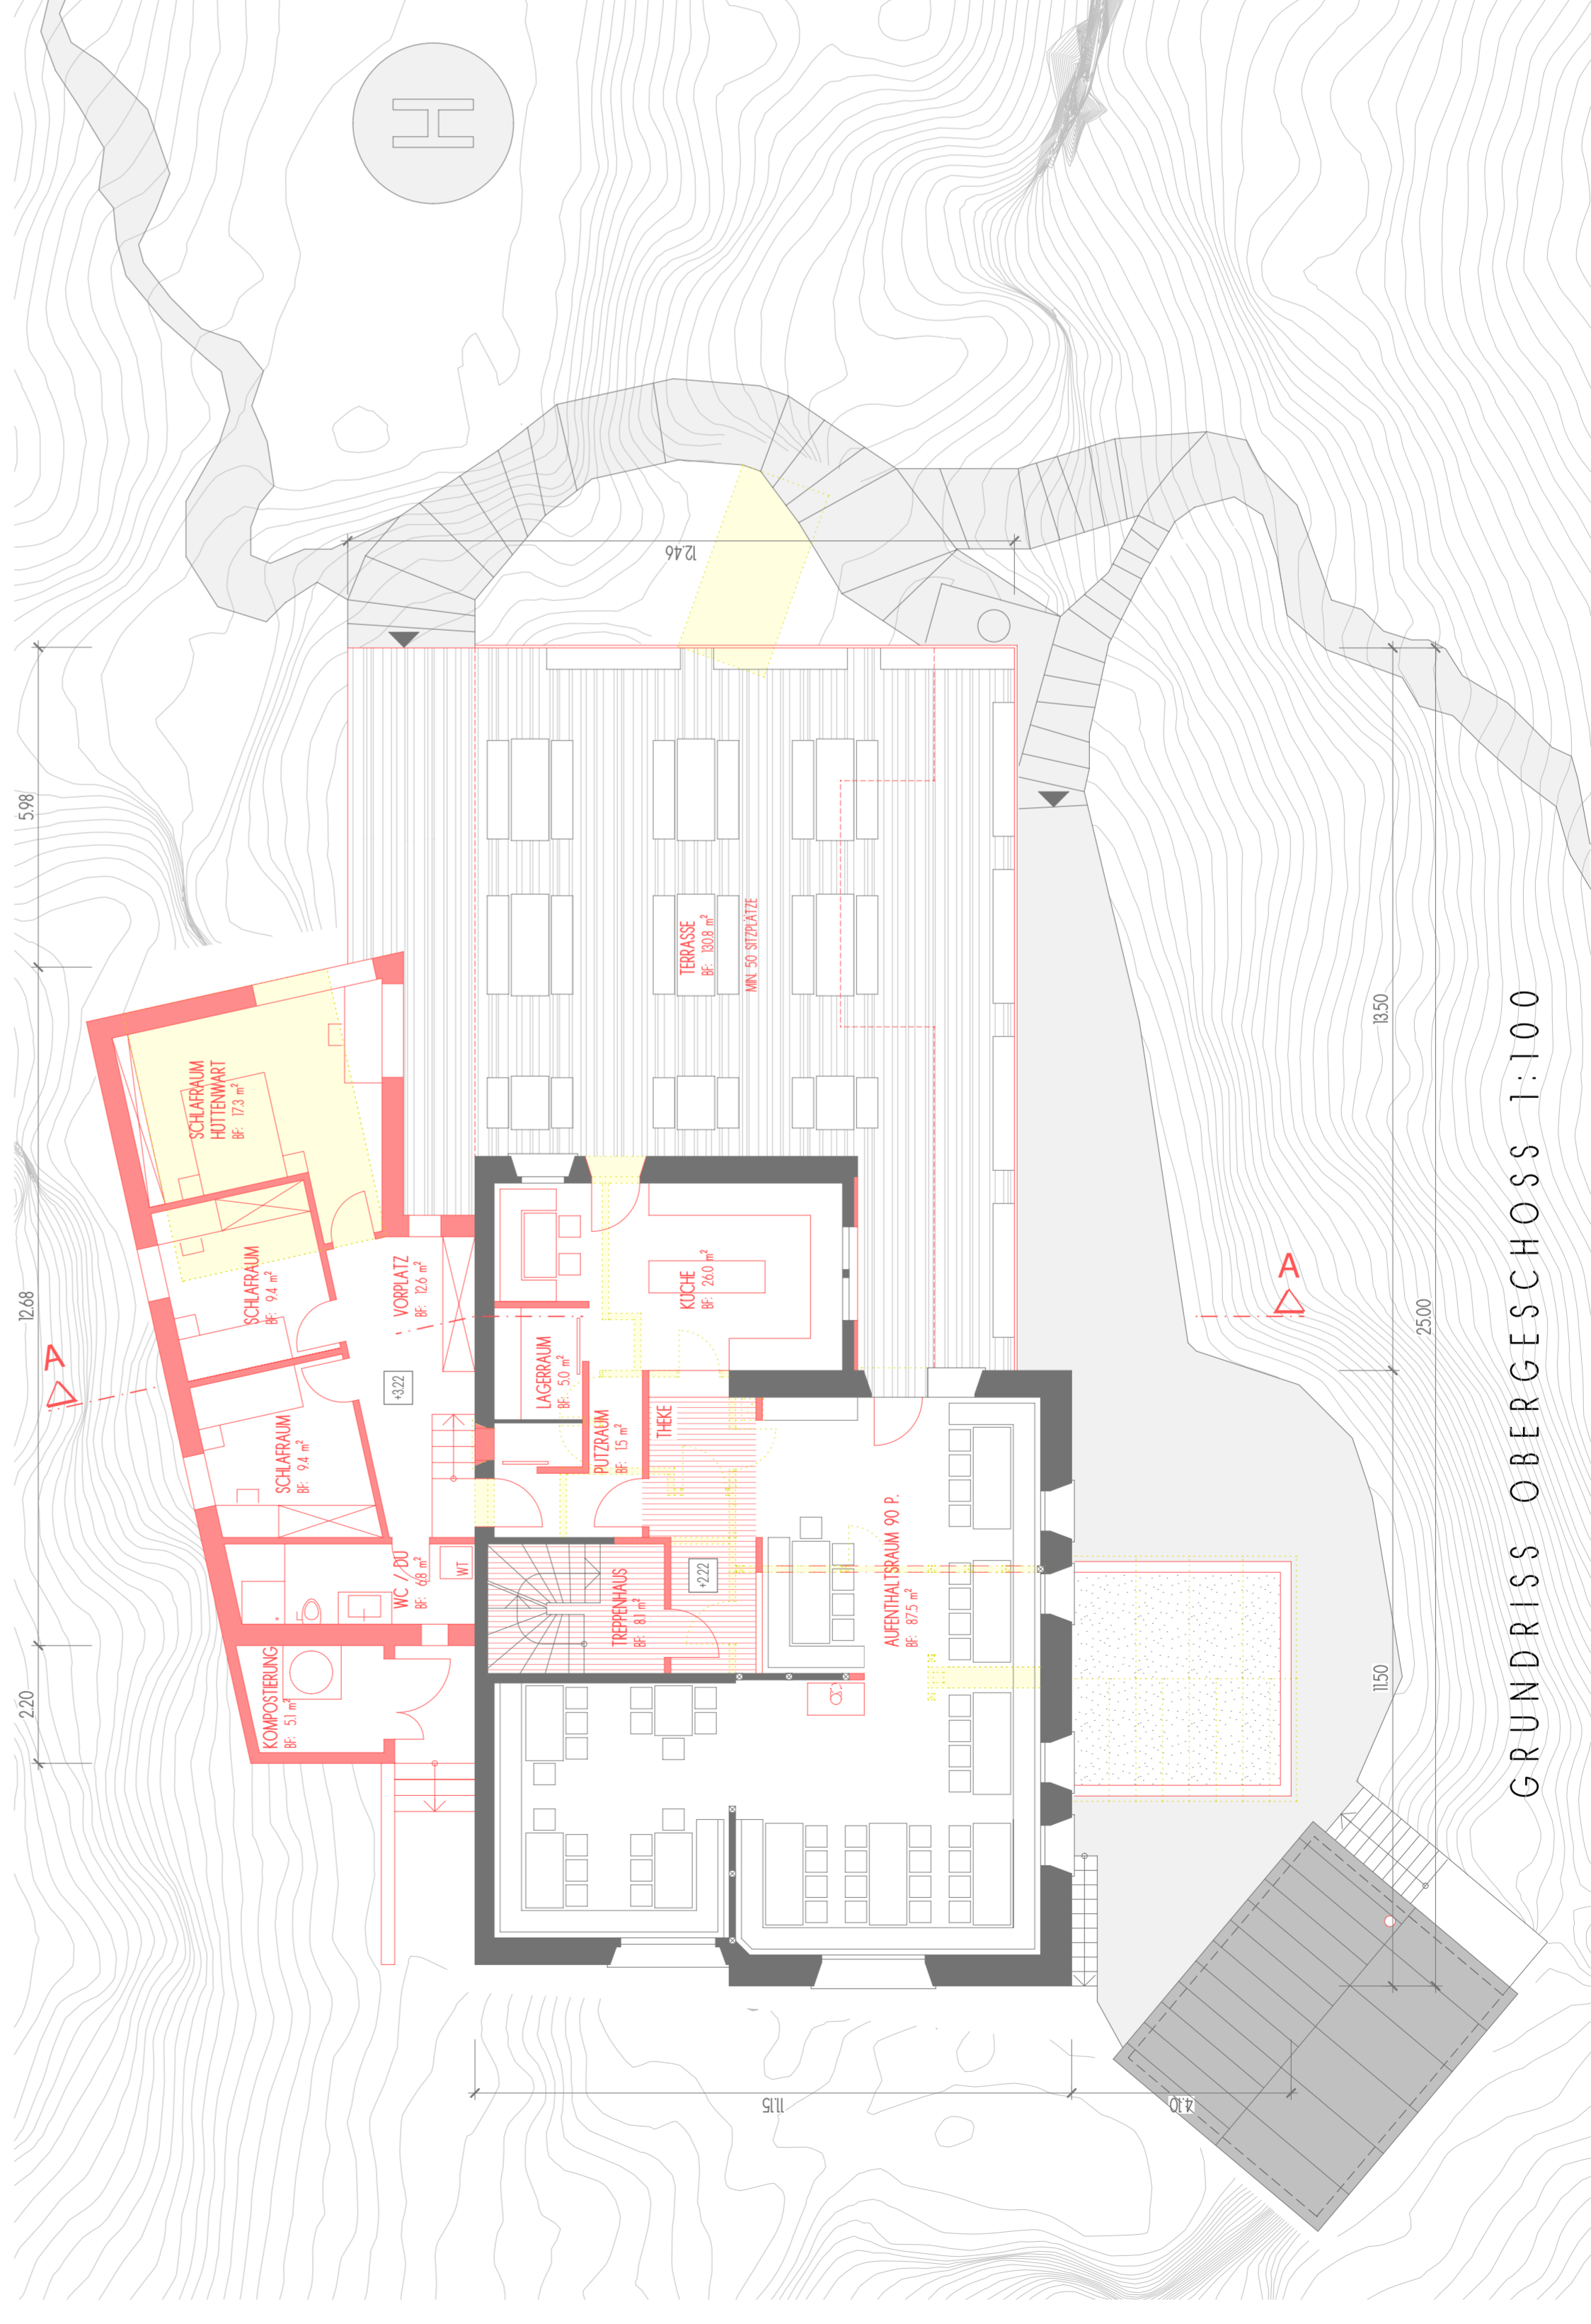 H
12.46
5.98
12.68
2.20
SCHLAFRAUM
HÜTTENWART
BF: 17.3 m²
SCHLAFRAUM
BF: 9.4 m²
SCHLAFRAUM
BF: 9.4 m²
VORPLATZ
BF: 12.6 m²
+3.22
WC / DU
BF: 6.8 m²
WT
KOMPOSTIERUNG
BF: 5.1 m²
TERRASSE
BF: 130.8 m²
MIN. 50 SITZPLÄTZE
KÜCHE
BF: 26.0 m²
LAGERRAUM
BF: 5.0 m²
PUTZRAUM
BF: 1.5 m²
THEKE
TREPPENHAUS
BF: 8.1 m²
+2.22
AUFENTHALTSRAUM 90 P.
BF: 87.5 m²
A
A
13.50
25.00
11.50
11.15
4.10
GRUNDRISS OBERGESCHOSS 1:100